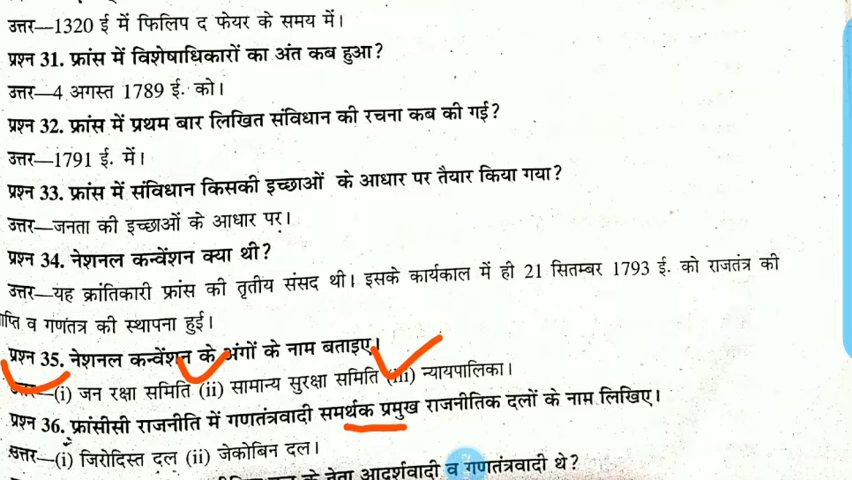 उत्तर—1320 ई में फिलिप द फेयर के समय में।
प्रश्न 31. फ्रांस में विशेषाधिकारों का अंत कब हुआ?
उत्तर—4 अगस्त 1789 ई. को।
प्रश्न 32. फ्रांस में प्रथम बार लिखित संविधान की रचना कब की गई?
उत्तर—1791 ई. में।
प्रश्न 33. फ्रांस में संविधान किसकी इच्छाओं के आधार पर तैयार किया गया?
उत्तर—जनता की इच्छाओं के आधार पर।
प्रश्न 34. नेशनल कन्वेंशन क्या थी?
उत्तर—यह क्रांतिकारी फ्रांस की तृतीय संसद थी। इसके कार्यकाल में ही 21 सितम्बर 1793 ई. को राजतंत्र की
व गणतंत्र की स्थापना हुई।
प्रश्न 35. नेशनल कन्वेंशन के अंगों के नाम बताइए।
उत्तर—(i) जन रक्षा समिति (ii) सामान्य सुरक्षा समिति (iii) न्यायपालिका।
प्रश्न 36. फ्रांसीसी राजनीति में गणतंत्रवादी समर्थक प्रमुख राजनीतिक दलों के नाम लिखिए।
उत्तर—(i) जिरोदिस्त दल (ii) जेकोबिन दल।
के नेता आदर्शवादी व गणतंत्रवादी थे?